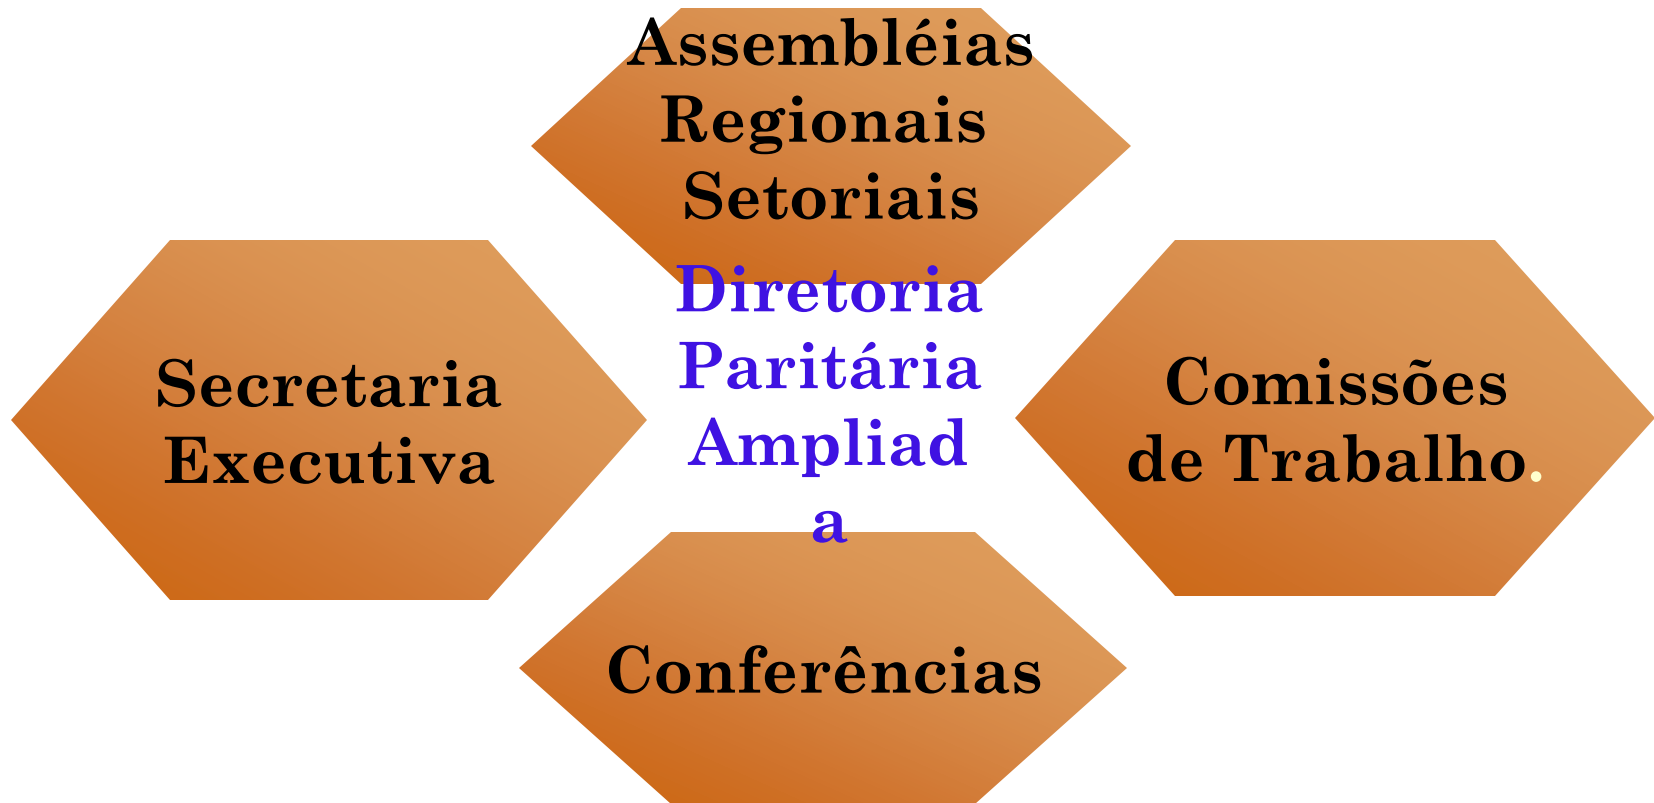 Assembléias
Regionais
Setoriais
Diretoria
Paritária
Ampliad
a
Secretaria
Executiva
Comissões
de Trabalho.
Conferências